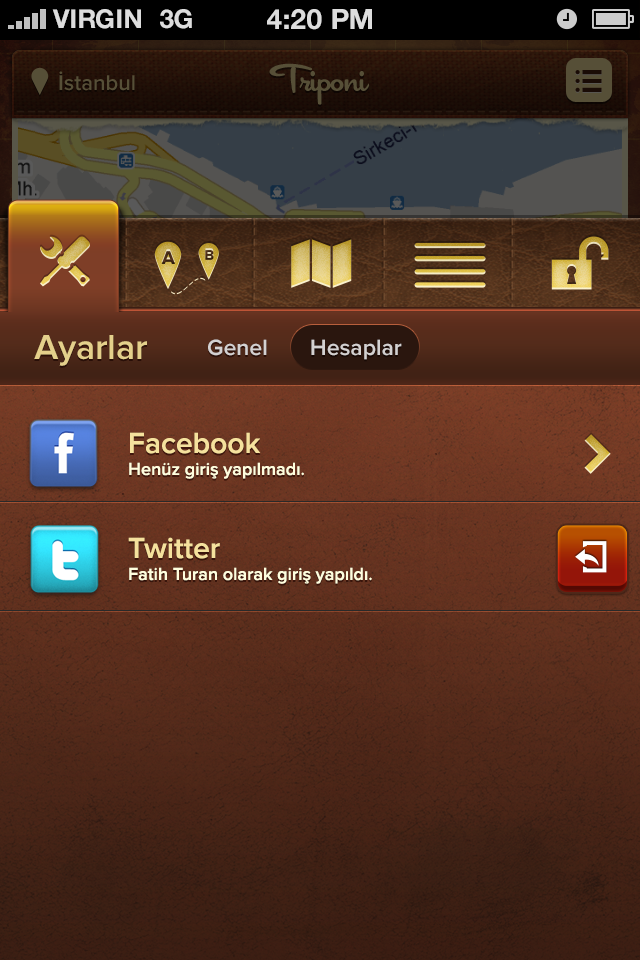 VIRGIN 3G 4:20 PM
İstanbul Triponi
m
lh.
Sirkeci-
A B
Ayarlar Genel Hesaplar
Facebook
Henüz giriş yapılmadı.
Twitter
Fatih Turan olarak giriş yapıldı.